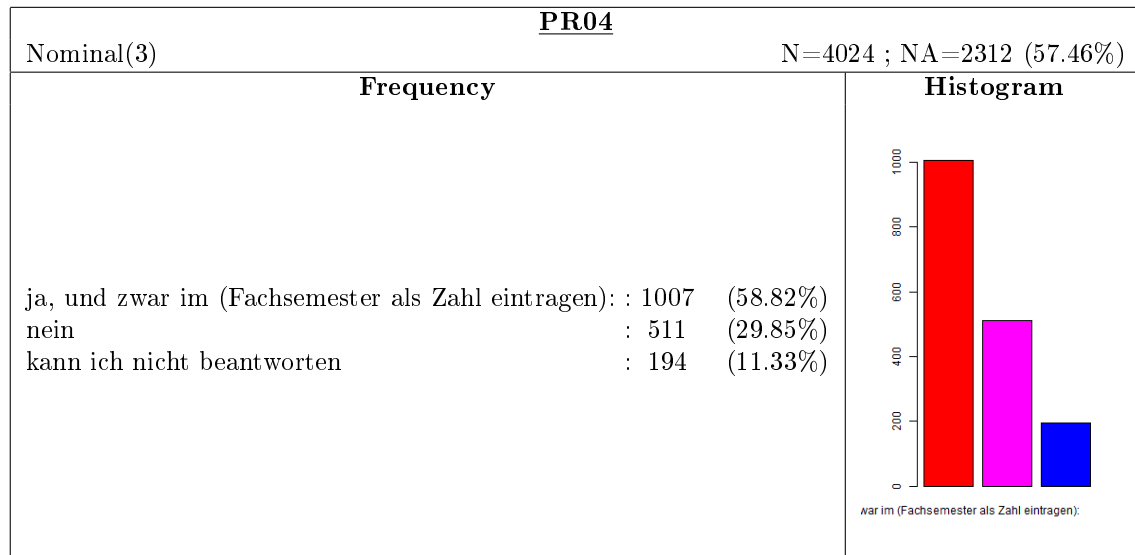 PR04
Nominal(3) N=4024 ; NA=2312 (57.46%)
Frequency
Histogram
ja, und zwar im (Fachsemester als Zahl eintragen): : 1007 (58.82%)
nein : 511 (29.85%)
kann ich nicht beantworten : 194 (11.33%)
1000
800
600
400
200
0
war im (Fachsemester als Zahl eintragen):